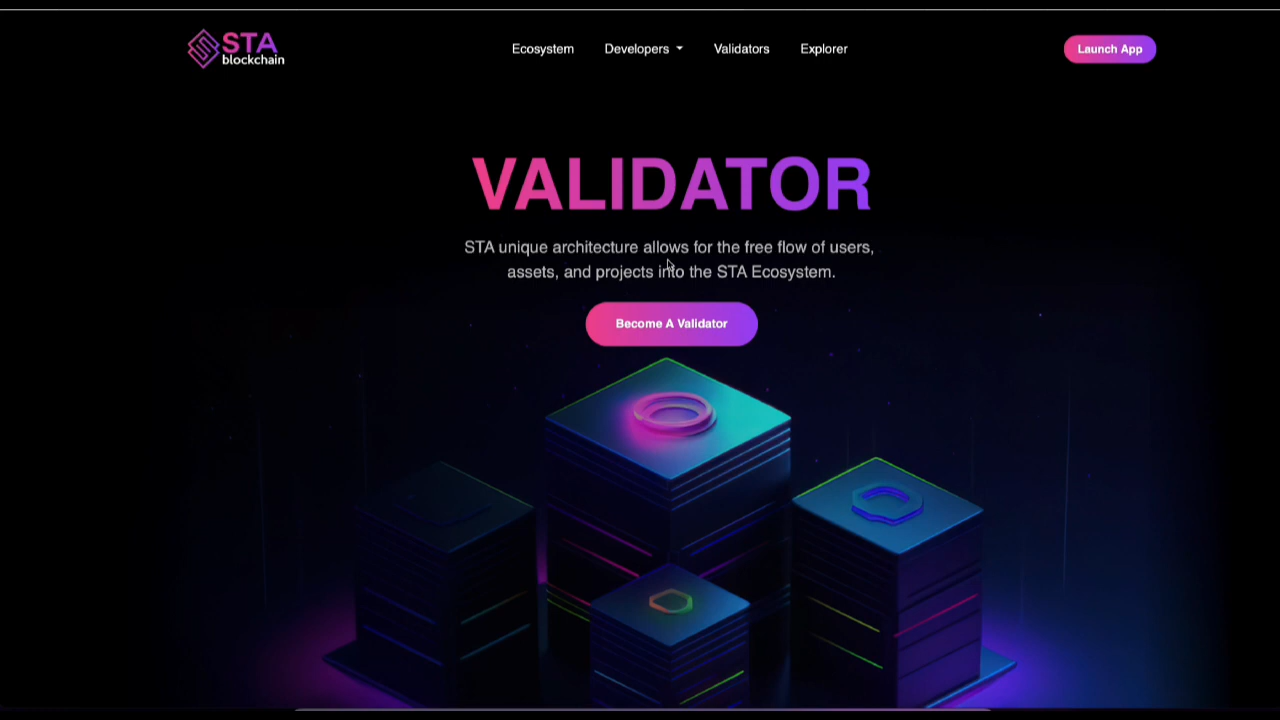 STA
blockchain
Ecosystem
Developers
Validators
Explorer
Launch App
VALIDATOR
STA unique architecture allows for the free flow of users,
assets, and projects into the STA Ecosystem.
Become A Validator